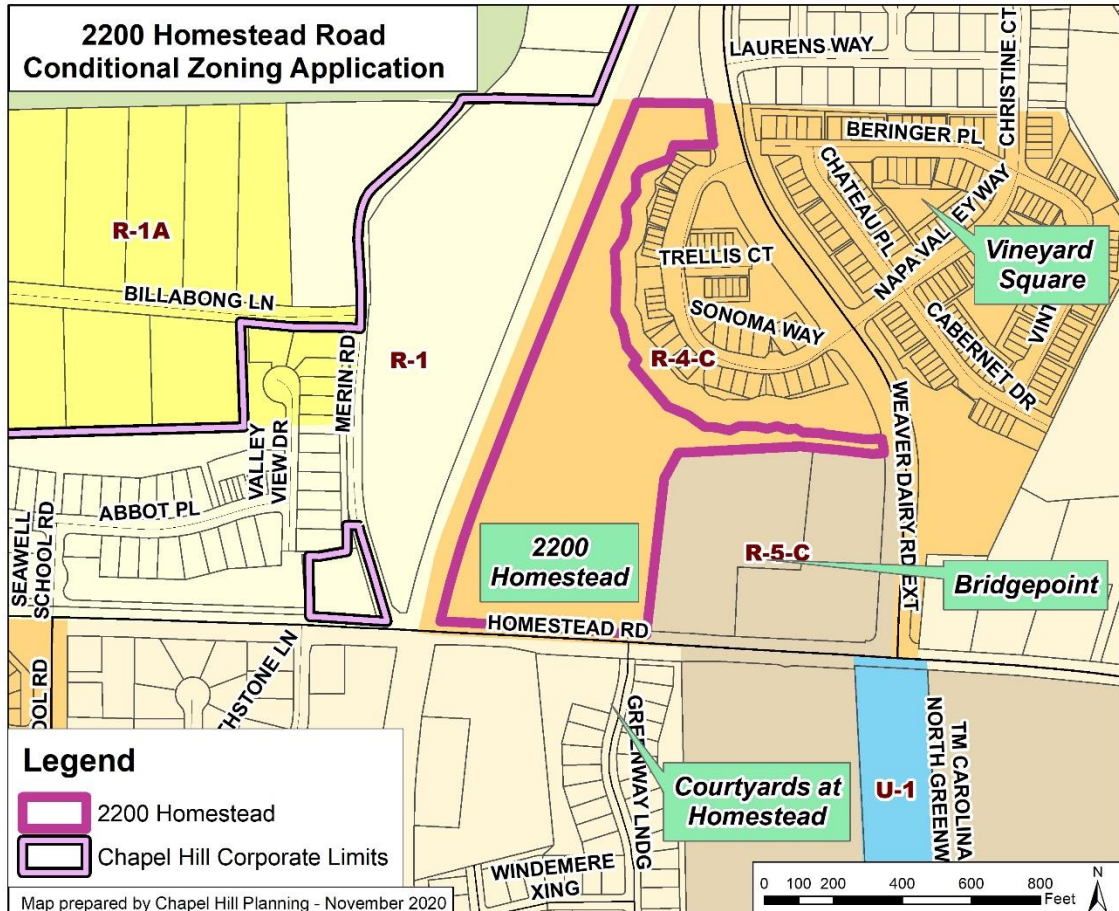 2200 Homestead Road
Conditional Zoning Application
LAURENS WAY
CHRISTINE CT
BERINGER PL
CHATEAU PL
NAPA VALLEY WAY
Vineyard
Square
R-1A
TRELLIS CT
BILLABONG LN
SONOMA WAY
CABERNET DR
VINT
MERIN RD
R-1
R-4-C
WEAVER DAIRY RD EXT
VALLEY
VIEW DR
ABBOT PL
SEAWELL
SCHOOL RD
2200
Homestead
R-5-C
Bridgepoint
HOMESTEAD RD
OOL RD
THSTONE LN
GREENWAY LNDG
Courtyards at
Homestead
U-1
TM CAROLINA
NORTH GREENW
WINDEMERE
XING
Legend
2200 Homestead
Chapel Hill Corporate Limits
Map prepared by Chapel Hill Planning - November 2020
0 100 200 400 600 800
Feet
N